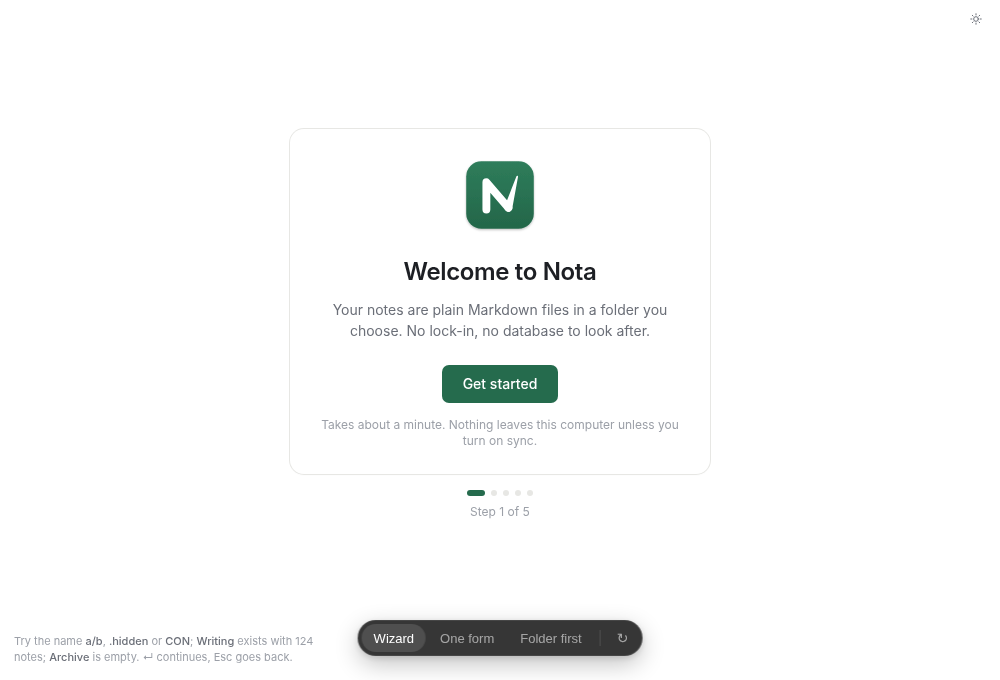 N
Welcome to Nota
Your notes are plain Markdown files in a folder you
choose. No lock-in, no database to look after.
Get started
Takes about a minute. Nothing leaves this computer unless you
turn on sync.
Step 1 of 5
Try the name a/b, .hidden or CON; Writing exists with 124
notes; Archive is empty. ↵ continues, Esc goes back.
Wizard
One form
Folder first
↻